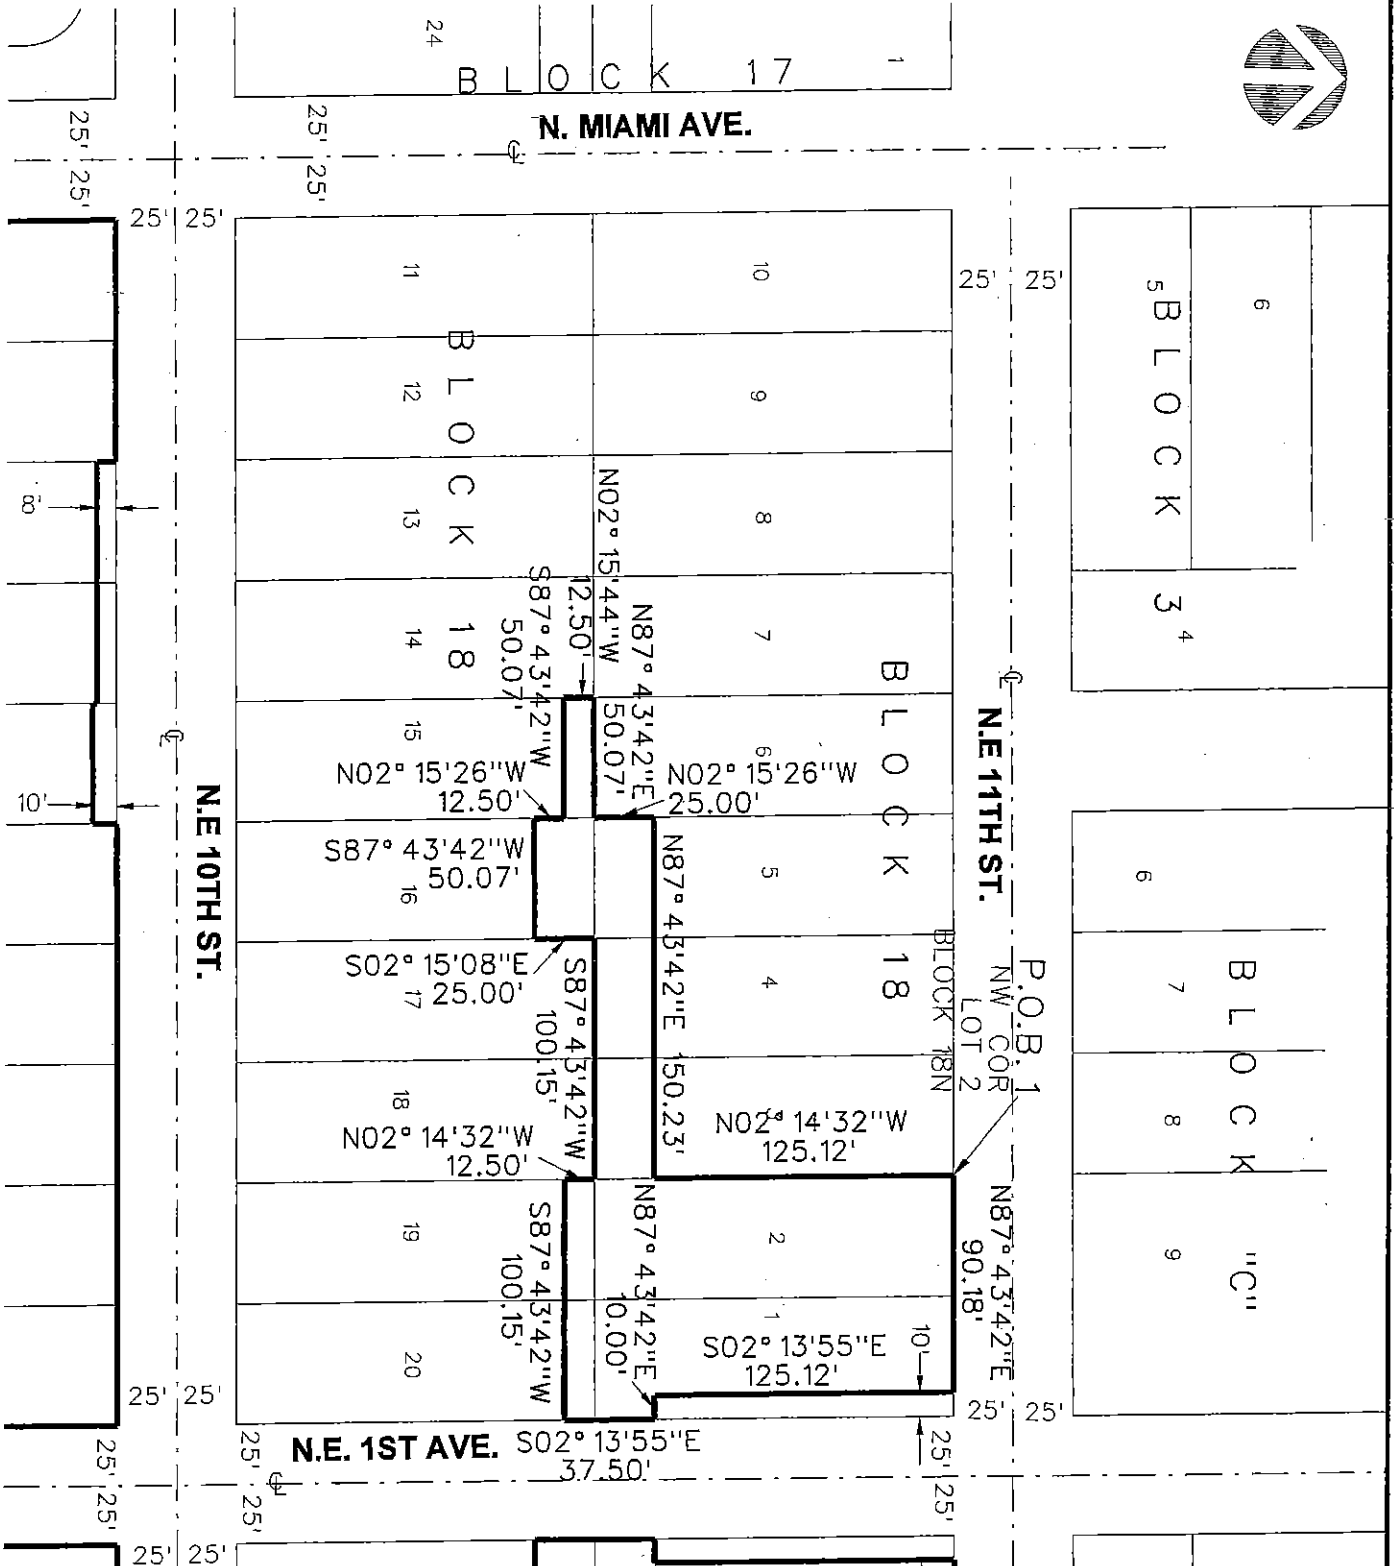 24
BLOCK 17
1
N. MIAMI AVE.
℄
25' 25'
25' 25'
25' 25'
25' 25'
11
10
12
9
13
8
14
7
15
6
16
5
17
4
18
19
2
20
1
BLOCK 18
BLOCK 18
5
6
BLOCK 3
4
℄
N.E 11TH ST.
N02° 15'44"W
12.50'
N87° 43'42"E
50.07'
S87° 43'42"W
50.07'
N02° 15'26"W
12.50'
N02° 15'26"W
25.00'
S87° 43'42"W
50.07'
N87° 43'42"E 150.23'
S02° 15'08"E
25.00'
S87° 43'42"W
100.15'
N02° 14'32"W
12.50'
N02° 14'32"W
125.12'
P.O.B. 1
NW COR
LOT 2
BLOCK 18N
N87° 43'42"E
90.18'
S87° 43'42"W
100.15'
N87° 43'42"E
10.00'
S02° 13'55"E
125.12'
10'
S02° 13'55"E
37.50'
BLOCK "C"
6
7
8
9
8'
10'
℄
N.E 10TH ST.
25' 25'
25' 25'
N.E. 1ST AVE.
℄
25' 25'
25' 25'
25' 25'
25' 25'